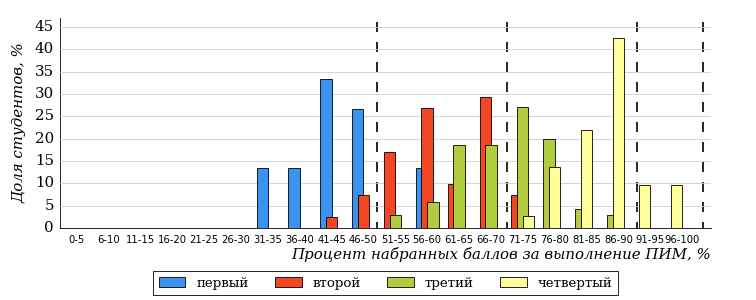 45
40
35
30
25
20
15
10
5
0
Доля студентов, %
0-5 6-10 11-15 16-20 21-25 26-30 31-35 36-40 41-45 46-50 51-55 56-60 61-65 66-70 71-75 76-80 81-85 86-90 91-95 96-100
Процент набранных баллов за выполнение ПИМ, %
первый второй третий четвертый